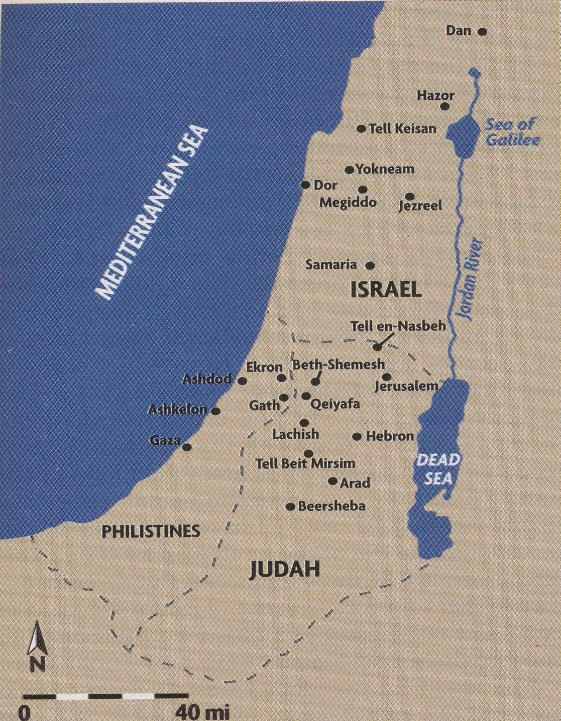 Dan
Hazor
Tell Keisan
Sea of
Galilee
MEDITERRANEAN SEA
Yokneam
Dor
Megiddo
Jezreel
Jordan River
Samaria
ISRAEL
Tell en-Nasbeh
Ekron
Beth-Shemesh
Ashdod
Jerusalem
Ashkelon
Gath
Qeiyafa
Gaza
Lachish
Hebron
Tell Beit Mirsim
DEAD
SEA
Arad
Beersheba
PHILISTINES
JUDAH
N
0
40 mi